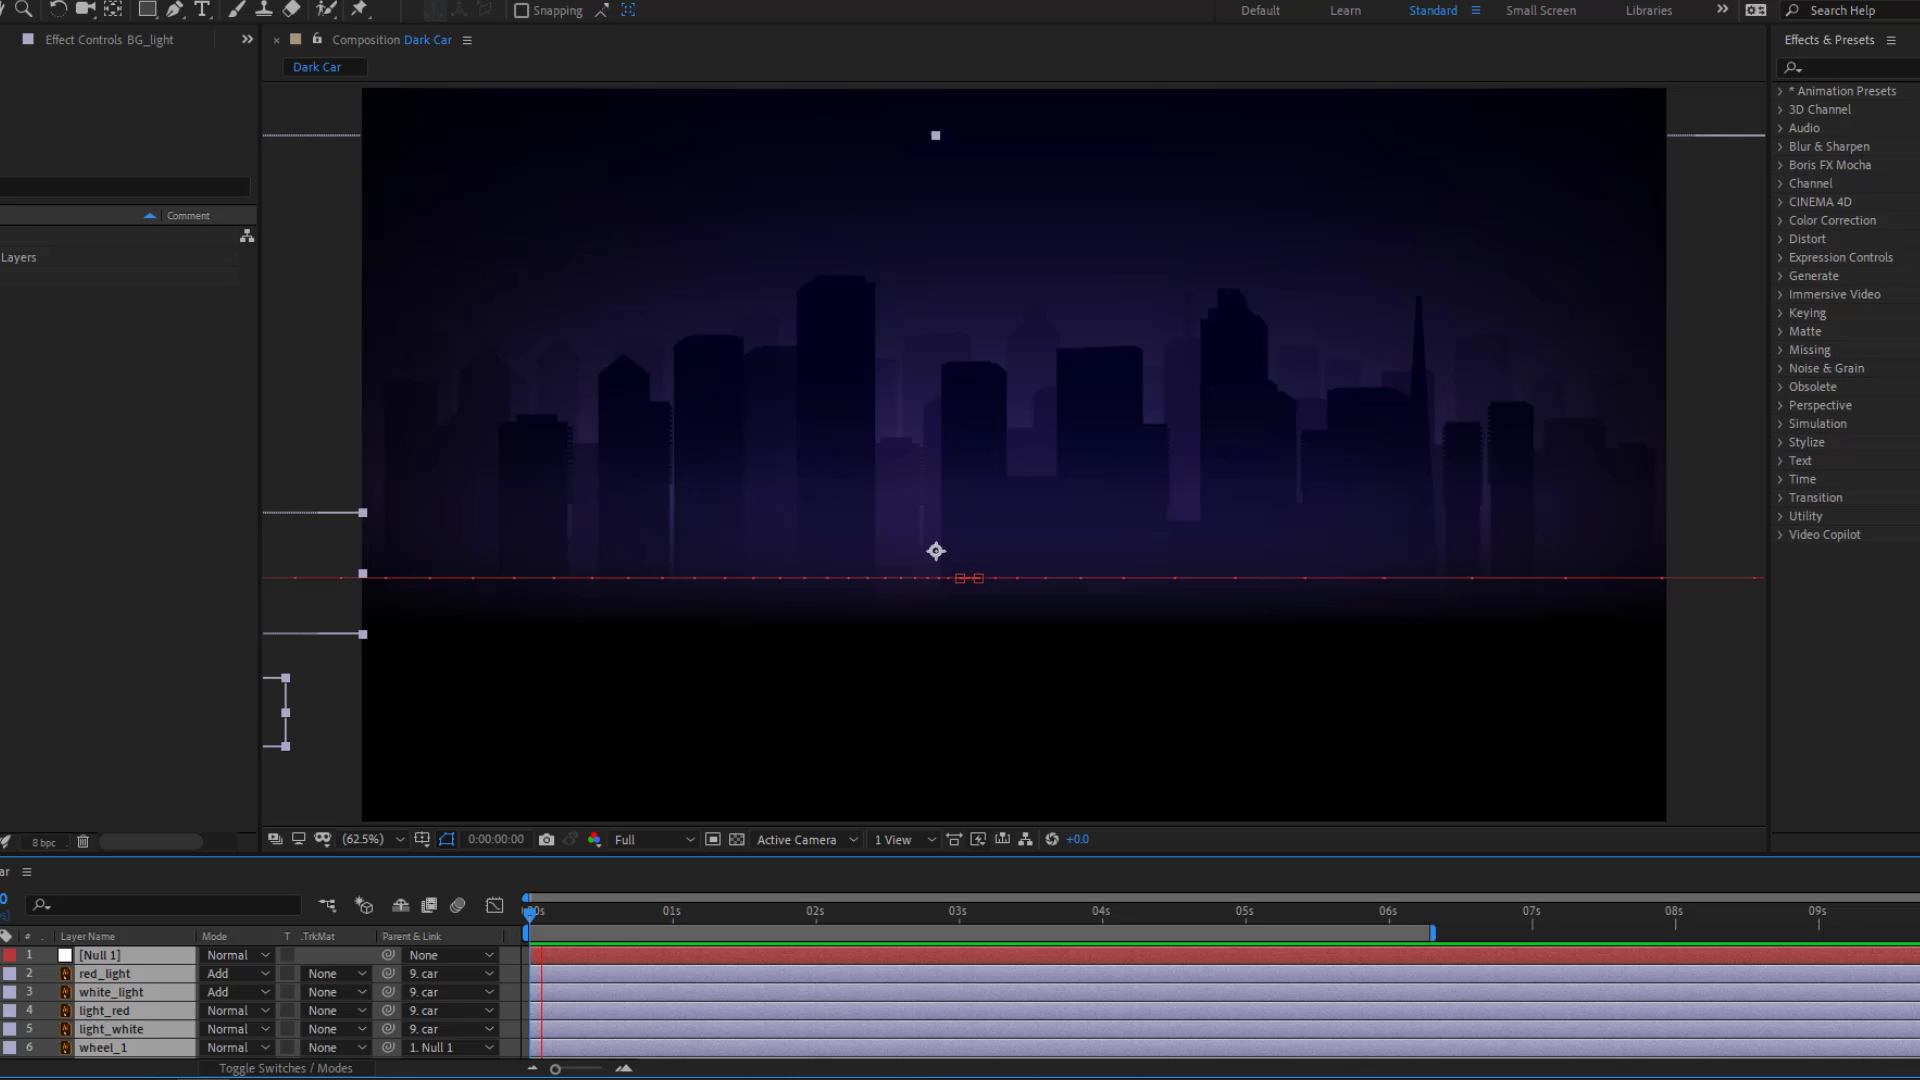 Snapping
Default
Learn
Standard
Small Screen
Libraries
Search Help
Effect Controls BG_light
Composition Dark Car
Effects & Presets
Dark Car
* Animation Presets
3D Channel
Audio
Blur & Sharpen
Boris FX Mocha
Channel
CINEMA 4D
Color Correction
Distort
Expression Controls
Generate
Immersive Video
Keying
Matte
Missing
Noise & Grain
Obsolete
Perspective
Simulation
Stylize
Text
Time
Transition
Utility
Video Copilot
Comment
Layers
8 bpc
(62.5%)
0:00:00:00
Full
Active Camera
1 View
+0.0
ar
0
01s
02s
03s
04s
05s
06s
07s
08s
09s
# Layer Name Mode T .TrkMat Parent & Link
1 [Null 1] Normal None
2 red_light Add None 9. car
3 white_light Add None 9. car
4 light_red Normal None 9. car
5 light_white Normal None 9. car
6 wheel_1 Normal None 1. Null 1
Toggle Switches / Modes